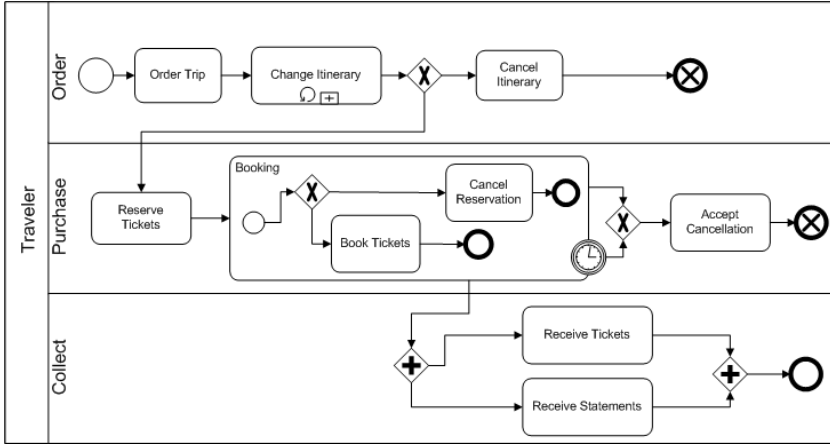 Traveler
Order
Order Trip
Change Itinerary
Cancel
Itinerary
Purchase
Reserve
Tickets
Booking
Cancel
Reservation
Book Tickets
Accept
Cancellation
Collect
Receive Tickets
Receive Statements